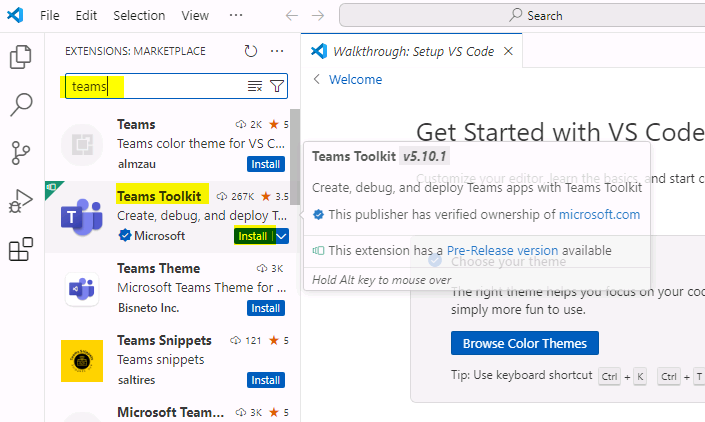 File Edit Selection View ···
Search
EXTENSIONS: MARKETPLACE
teams
Teams 2K 5
Teams color theme for VS C...
almzau Install
Teams Toolkit 267K 3.5
Create, debug, and deploy T...
Microsoft Install
Teams Theme 3K
Microsoft Teams Theme for ...
Bisneto Inc. Install
Teams Snippets 121 5
Teams snippets
saltires Install
Microsoft Team... 3K 5
Walkthrough: Setup VS Code
Welcome
Get Started with VS Code
Customize your editor, learn the basics, and start c
Teams Toolkit v5.10.1
Create, debug, and deploy Teams apps with Teams Toolkit
This publisher has verified ownership of microsoft.com
This extension has a Pre-Release version available
Hold Alt key to mouse over
Choose your theme
The right theme helps you focus on your cod
simply more fun to use.
Browse Color Themes
Tip: Use keyboard shortcut Ctrl + K Ctrl + T